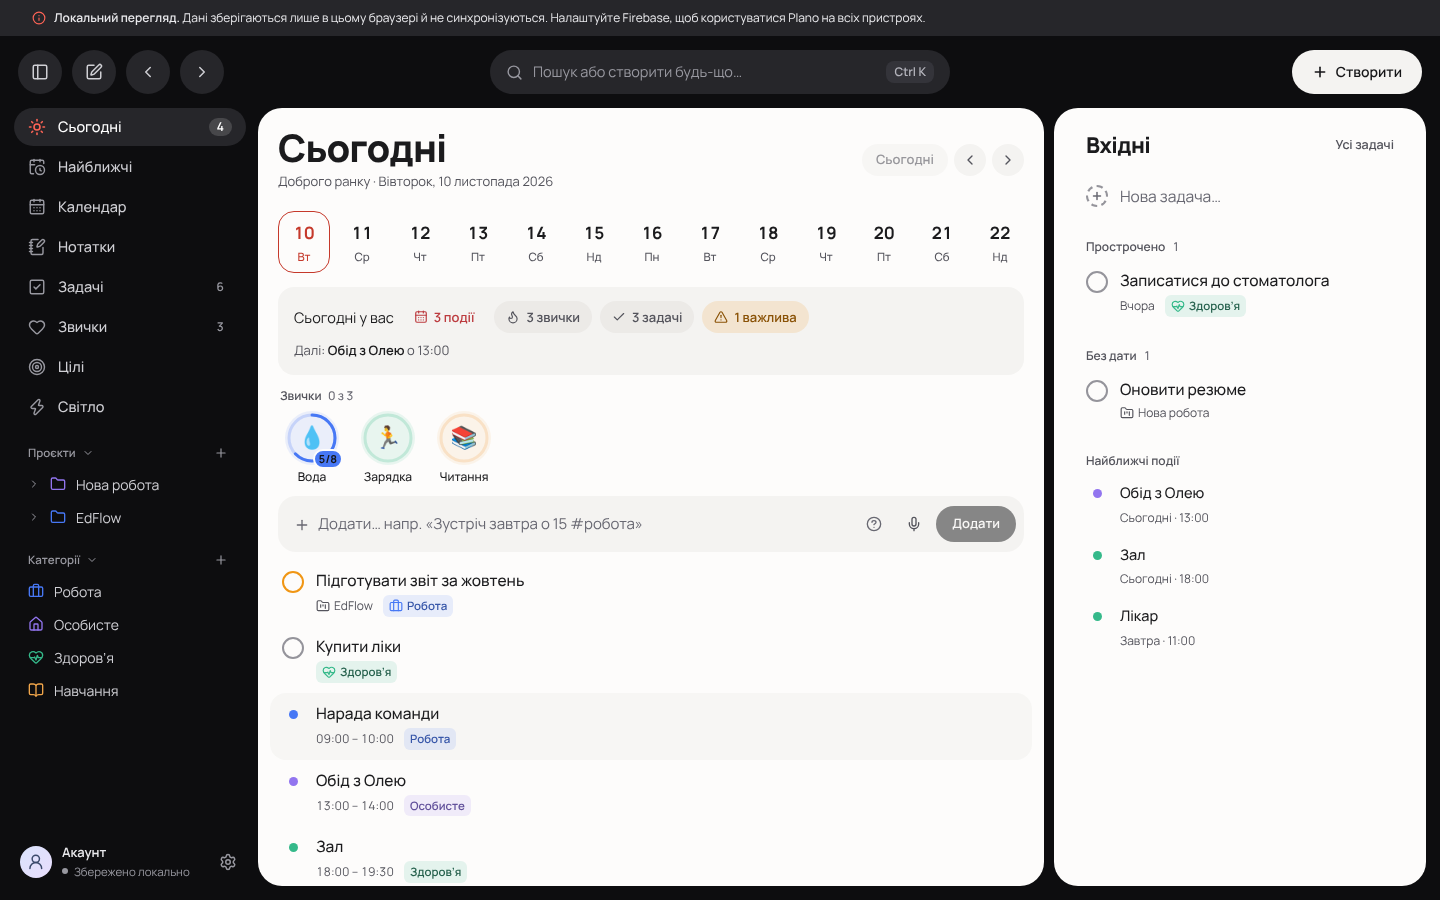 Локальний перегляд. Дані зберігаються лише в цьому браузері й не синхронізуються. Налаштуйте Firebase, щоб користуватися Plano на всіх пристроях.
Пошук або створити будь-що...
Ctrl K
Створити
Сьогодні
4
Найближчі
Календар
Нотатки
Задачі
6
Звички
3
Цілі
Світло
Проєкти
Нова робота
EdFlow
Категорії
Робота
Особисте
Здоров'я
Навчання
Акаунт
Збережено локально
Сьогодні
Доброго ранку · Вівторок, 10 листопада 2026
Сьогодні
10 11 12 13 14 15 16 17 18 19 20 21 22
Вт Ср Чт Пт Сб Нд Пн Вт Ср Чт Пт Сб Нд
Сьогодні у вас 3 події 3 звички 3 задачі 1 важлива
Далі: Обід з Олею о 13:00
Звички 0 з 3
5/8
Вода Зарядка Читання
Додати... напр. «Зустріч завтра о 15 #робота»
Додати
Підготувати звіт за жовтень
EdFlow Робота
Купити ліки
Здоров'я
Нарада команди
09:00 – 10:00 Робота
Обід з Олею
13:00 – 14:00 Особисте
Зал
18:00 – 19:30 Здоров'я
Вхідні
Усі задачі
Нова задача...
Прострочено 1
Записатися до стоматолога
Вчора Здоров'я
Без дати 1
Оновити резюме
Нова робота
Найближчі події
Обід з Олею
Сьогодні · 13:00
Зал
Сьогодні · 18:00
Лікар
Завтра · 11:00